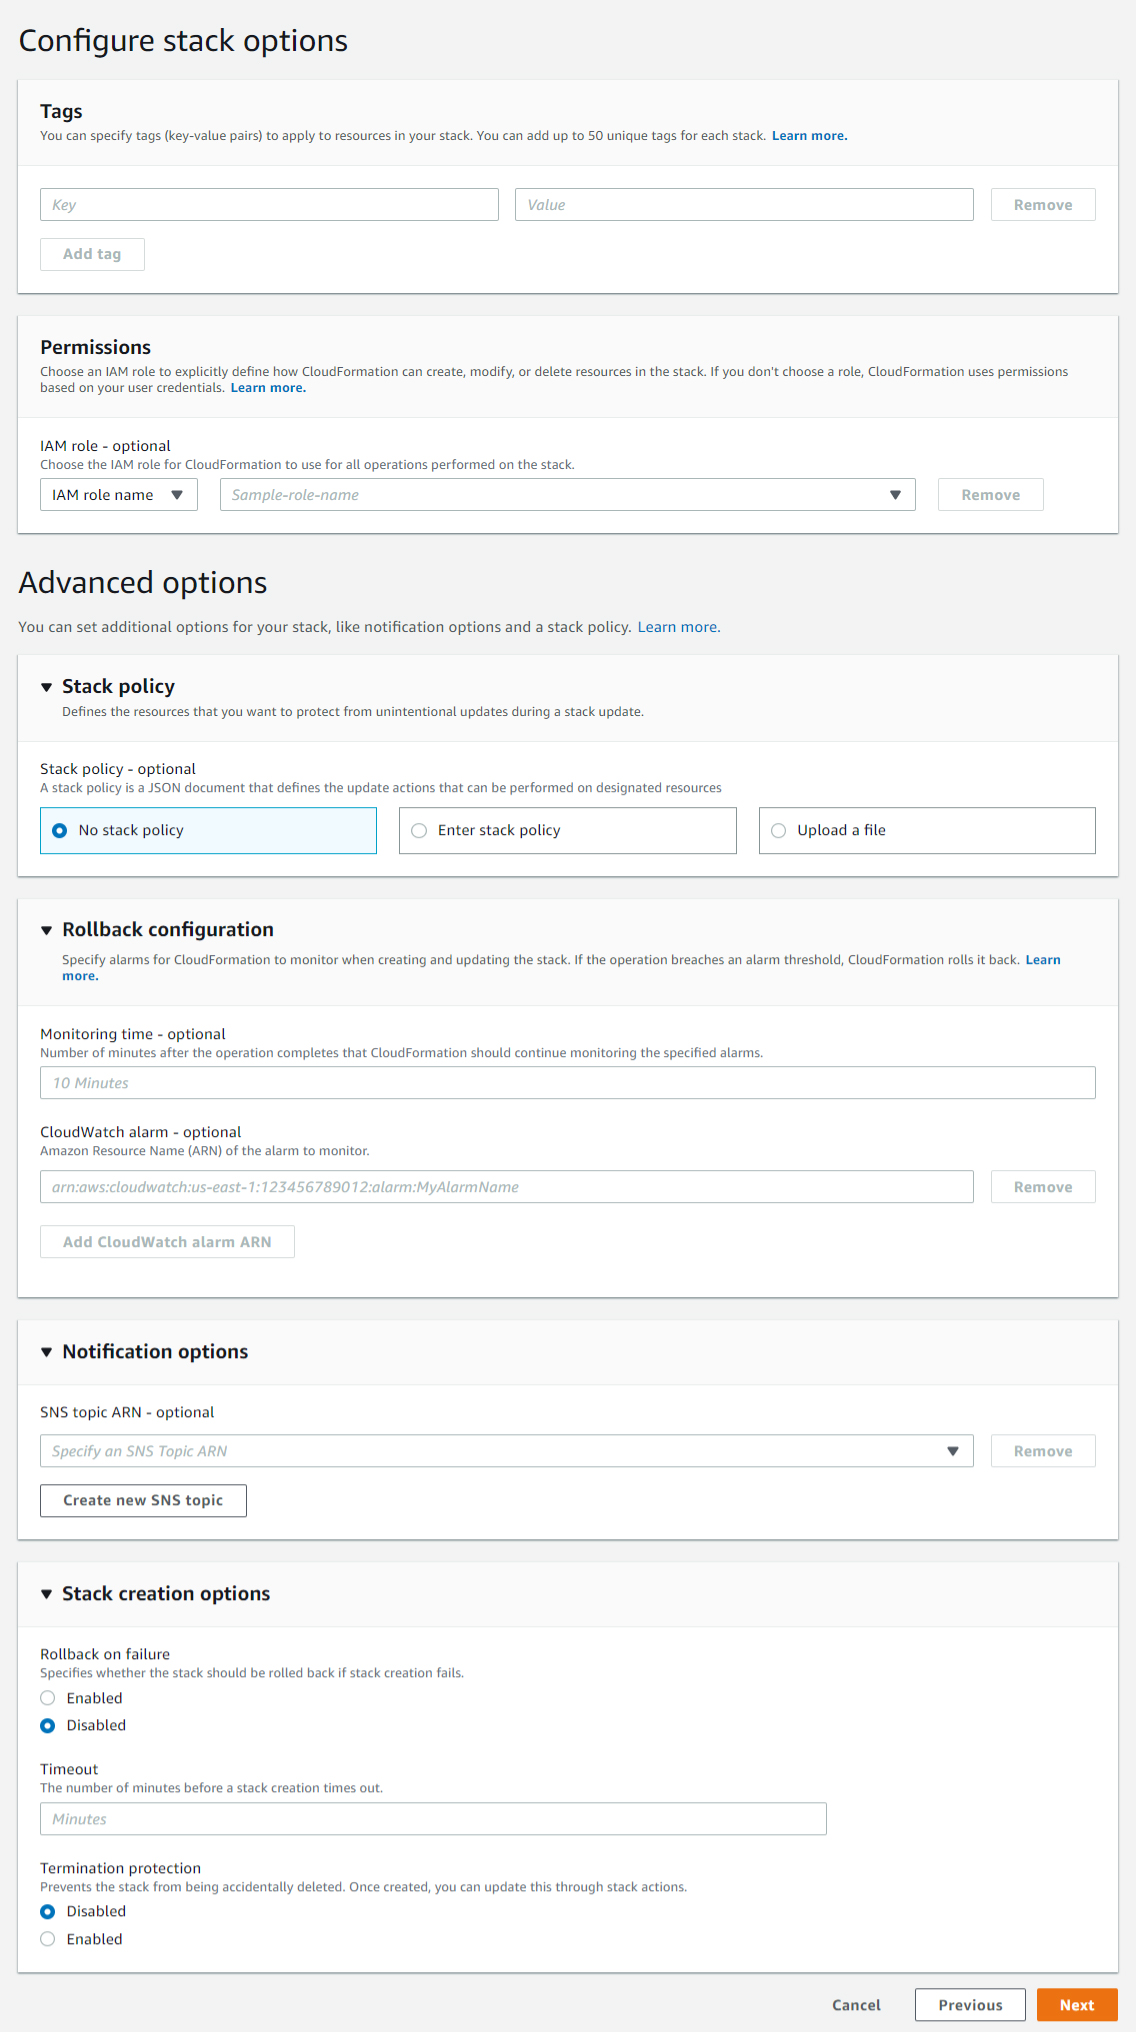 Configure stack options
Tags
You can specify tags (key-value pairs) to apply to resources in your stack. You can add up to 50 unique tags for each stack. Learn more.
Key Value Remove
Add tag
Permissions
Choose an IAM role to explicitly define how CloudFormation can create, modify, or delete resources in the stack. If you don't choose a role, CloudFormation uses permissions
based on your user credentials. Learn more.
IAM role - optional
Choose the IAM role for CloudFormation to use for all operations performed on the stack.
IAM role name Sample-role-name Remove
Advanced options
You can set additional options for your stack, like notification options and a stack policy. Learn more.
Stack policy
Defines the resources that you want to protect from unintentional updates during a stack update.
Stack policy - optional
A stack policy is a JSON document that defines the update actions that can be performed on designated resources
No stack policy Enter stack policy Upload a file
Rollback configuration
Specify alarms for CloudFormation to monitor when creating and updating the stack. If the operation breaches an alarm threshold, CloudFormation rolls it back. Learn
more.
Monitoring time - optional
Number of minutes after the operation completes that CloudFormation should continue monitoring the specified alarms.
10 Minutes
CloudWatch alarm - optional
Amazon Resource Name (ARN) of the alarm to monitor.
arn:aws:cloudwatch:us-east-1:123456789012:alarm:MyAlarmName Remove
Add CloudWatch alarm ARN
Notification options
SNS topic ARN - optional
Specify an SNS Topic ARN Remove
Create new SNS topic
Stack creation options
Rollback on failure
Specifies whether the stack should be rolled back if stack creation fails.
Enabled
Disabled
Timeout
The number of minutes before a stack creation times out.
Minutes
Termination protection
Prevents the stack from being accidentally deleted. Once created, you can update this through stack actions.
Disabled
Enabled
Cancel Previous Next